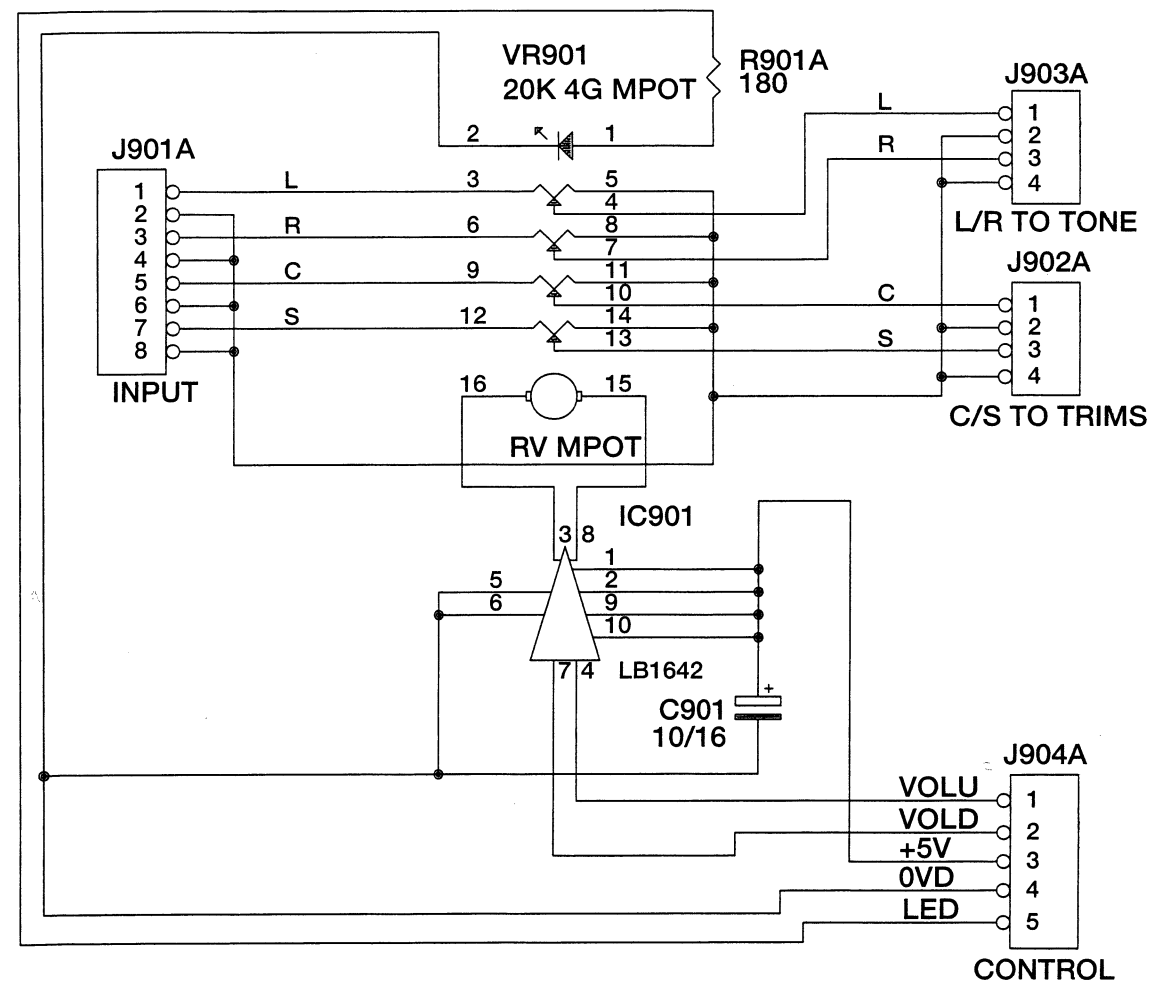 VR901
20K 4G MPOT
R901A
180
J903A
L
1
2
R
3
4
L/R TO TONE
2
1
J901A
1
L
3
5
2
4
3
R
6
8
4
7
5
C
9
11
6
10
7
S
12
14
8
13
INPUT
J902A
C
1
2
S
3
4
C/S TO TRIMS
16
15
RV MPOT
IC901
3
8
1
5
2
6
9
10
7
4
LB1642
C901
+
10/16
J904A
VOLU
1
VOLD
2
+5V
3
0VD
4
LED
5
CONTROL